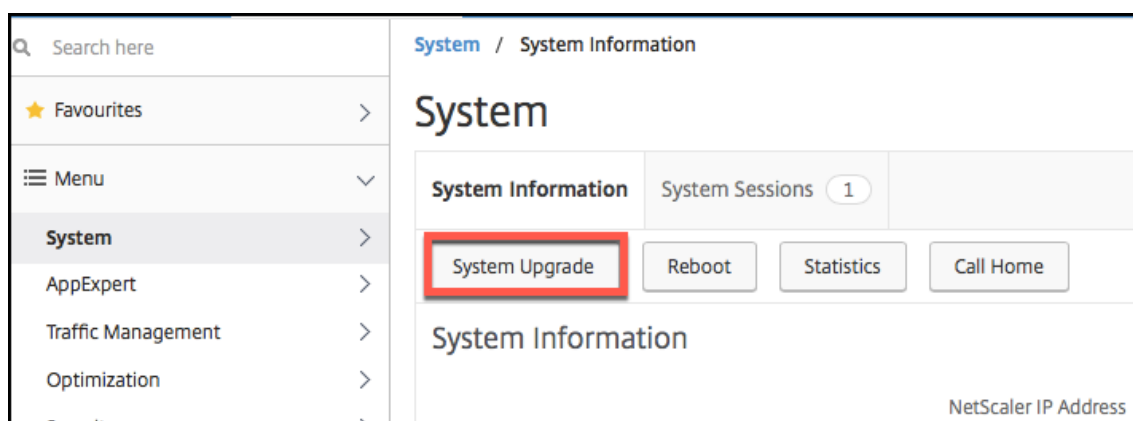 Search here
Favourites
Menu
System
AppExpert
Traffic Management
Optimization
System / System Information
System
System Information
System Sessions 1
System Upgrade
Reboot
Statistics
Call Home
System Information
NetScaler IP Address